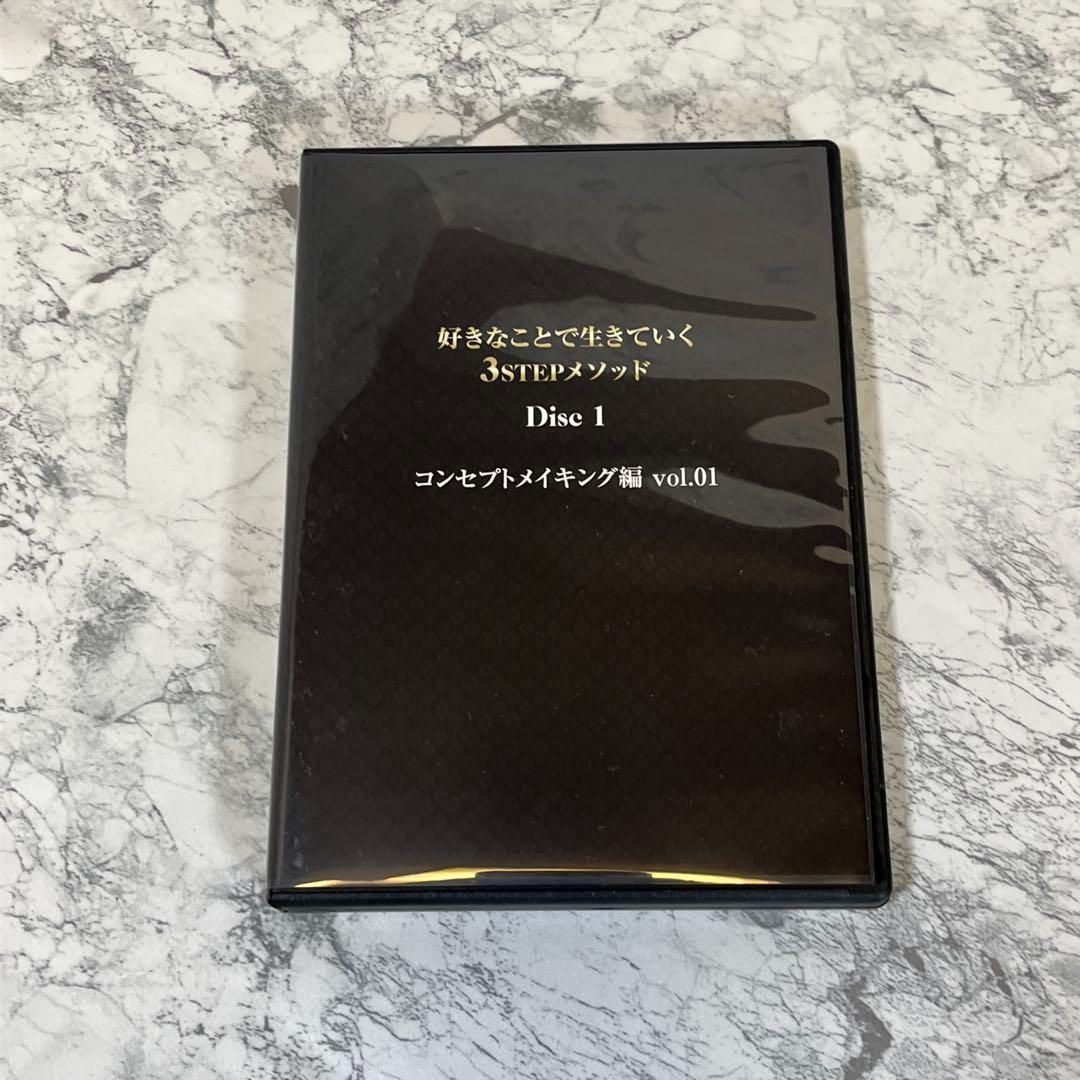 好きなことで生きていく
3STEPメソッド
Disc 1
コンセプトメイキング編 vol.01